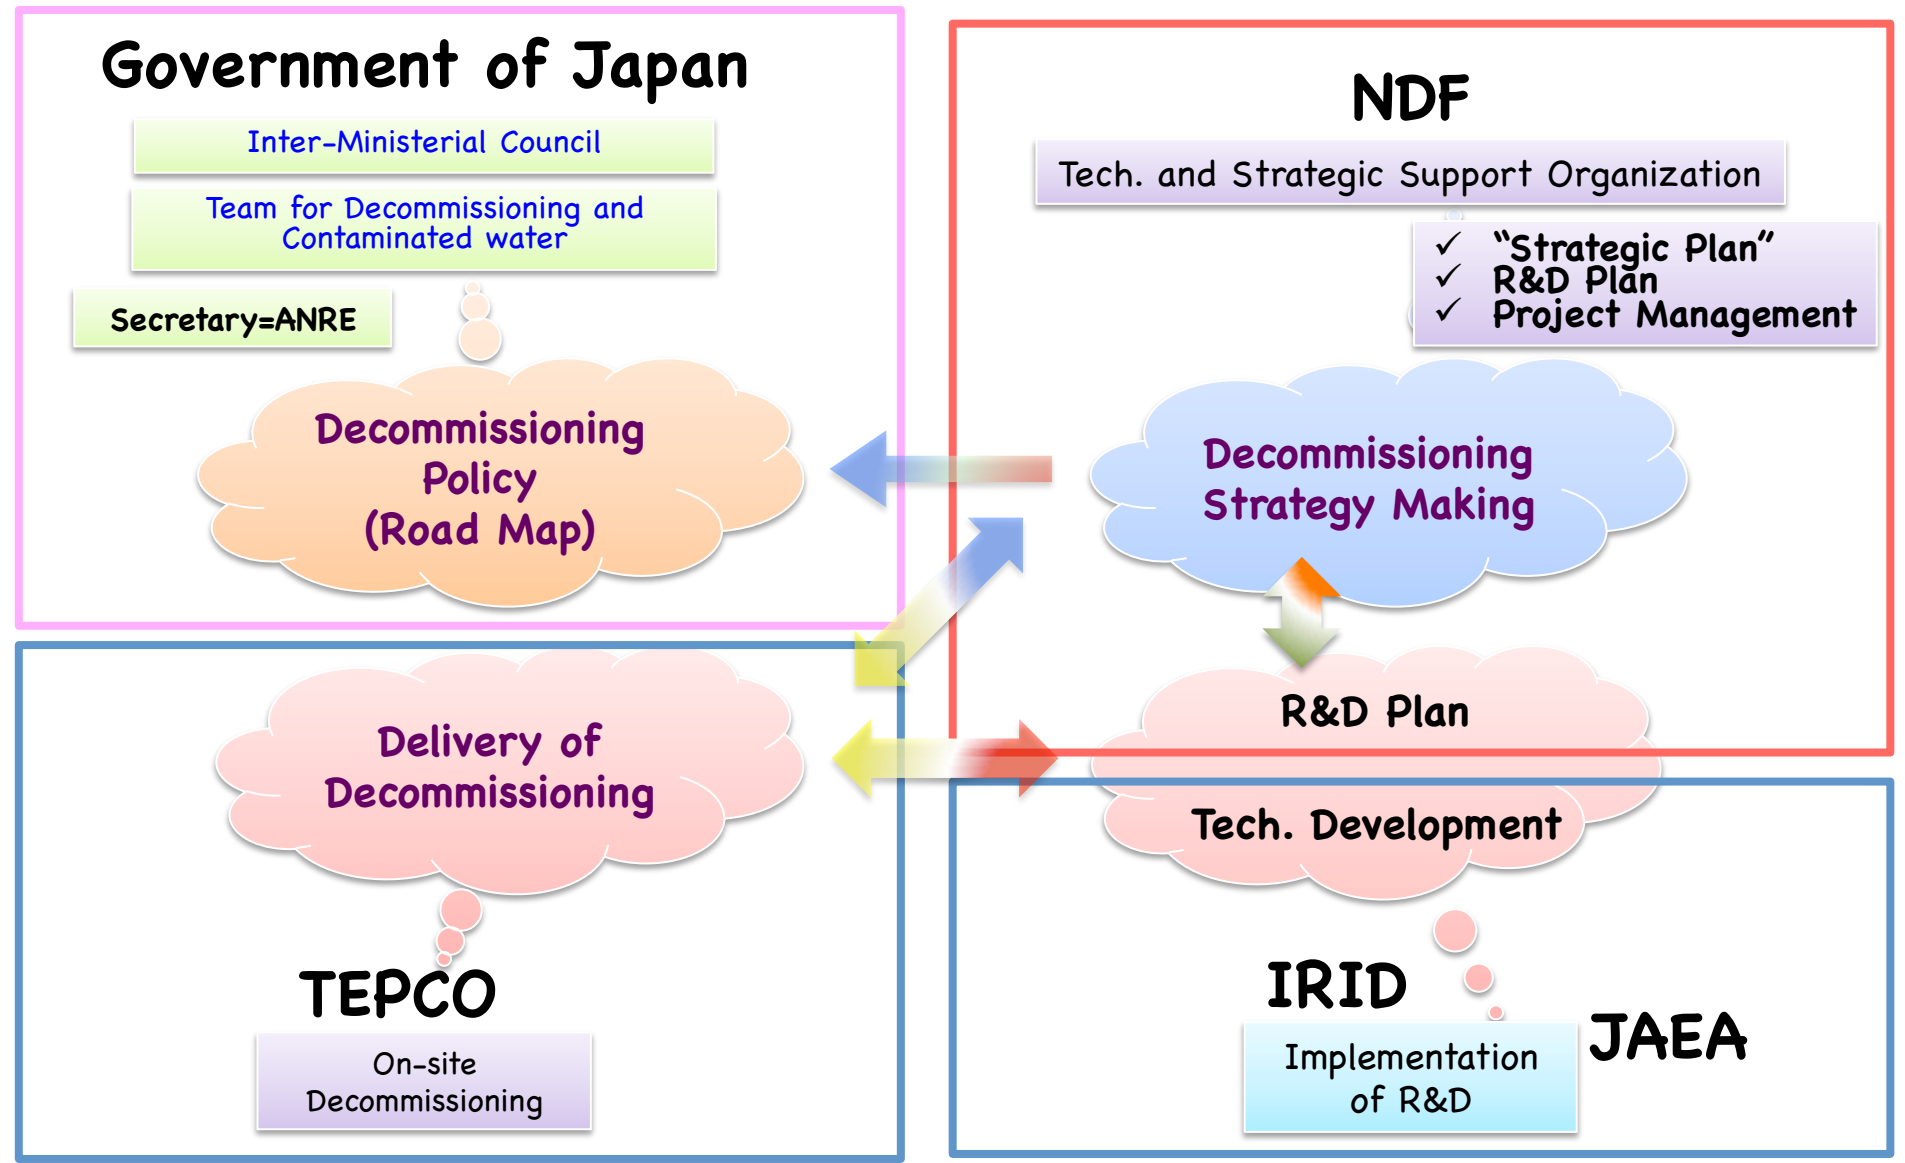 Government of Japan
Inter-Ministerial Council
Team for Decommissioning and
Contaminated water
Secretary=ANRE
Decommissioning
Policy
(Road Map)
NDF
Tech. and Strategic Support Organization
✓ “Strategic Plan”
✓ R&D Plan
✓ Project Management
Decommissioning
Strategy Making
R&D Plan
Delivery of
Decommissioning
TEPCO
On-site
Decommissioning
Tech. Development
IRID
JAEA
Implementation
of R&D